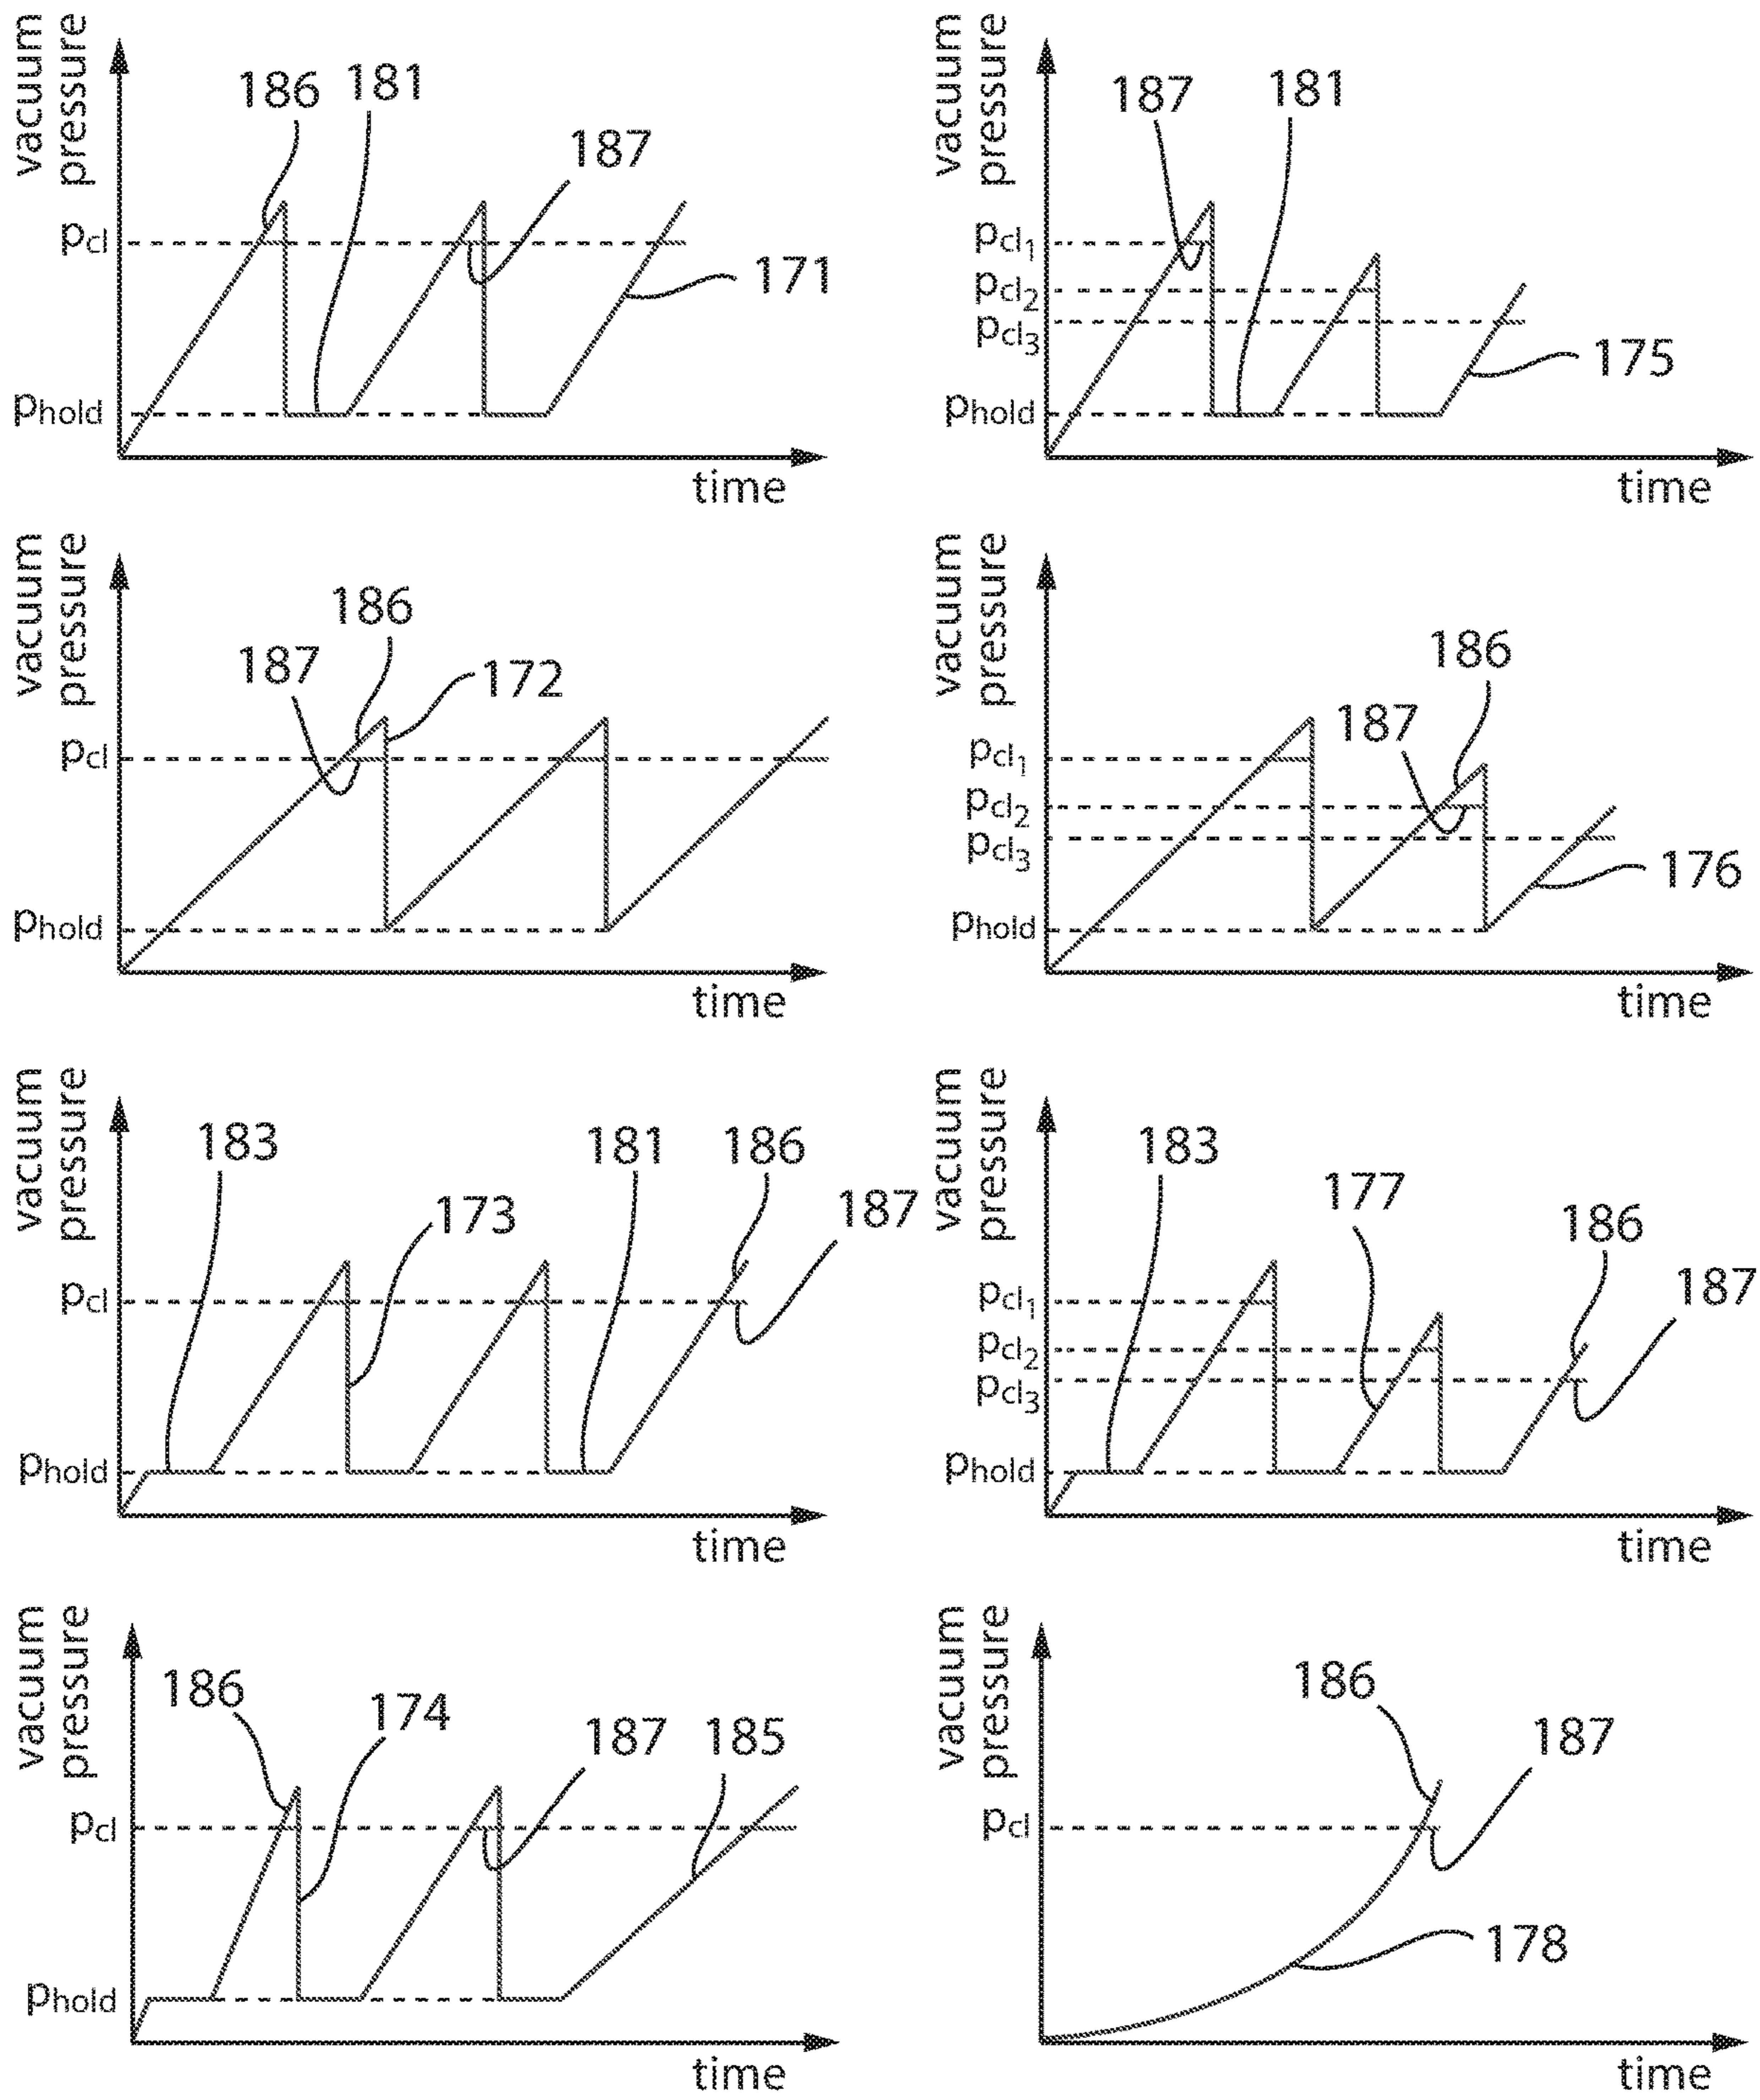 vacuum
pressure
186
181
187
pcl
171
phold
time
vacuum
pressure
187
181
pcl1
pcl2
pcl3
175
phold
time
vacuum
pressure
186
187
172
pcl
phold
time
vacuum
pressure
186
187
pcl1
pcl2
pcl3
176
phold
time
vacuum
pressure
183
181
186
173
187
pcl
phold
time
vacuum
pressure
183
177
186
187
pcl1
pcl2
pcl3
phold
time
vacuum
pressure
186
174
187
185
pcl
phold
time
vacuum
pressure
186
187
pcl
178
time